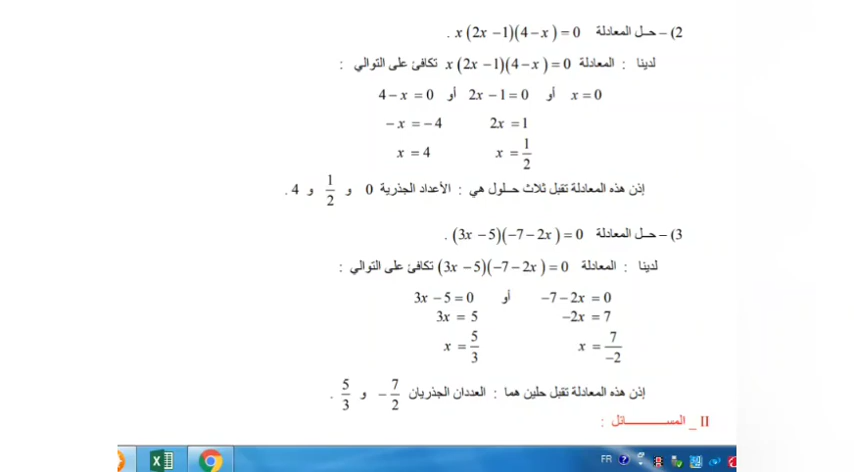 2) – حل المعادلة x(2x – 1)(4 – x) = 0 .
لدينا : المعادلة x(2x – 1)(4 – x) = 0 تكافئ على التوالي :
x = 0 أو 2x – 1 = 0 أو 4 – x = 0
2x = 1 – x = – 4
x = 1/2 x = 4
إذن هذه المعادلة تقبل ثلاث حلول هي : الأعداد الجذرية 0 و 1/2 و 4 .
3) – حل المعادلة (3x – 5)(–7 – 2x) = 0 .
لدينا : المعادلة (3x – 5)(–7 – 2x) = 0 تكافئ على التوالي :
–7 – 2x = 0 أو 3x – 5 = 0
–2x = 7 3x = 5
x = 7/–2 x = 5/3
إذن هذه المعادلة تقبل حلين هما : العددان الجذريان – 7/2 و 5/3 .
II _ المســـــــائل :
FR